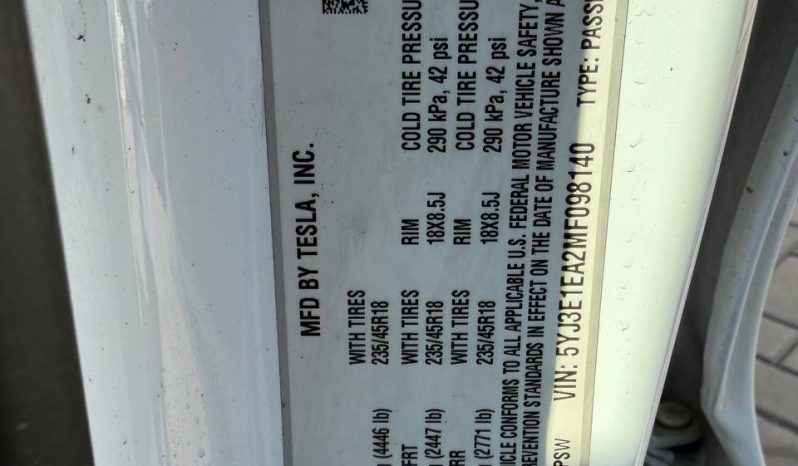 MFD BY TESLA, INC.
(4446 lb) WITH TIRES
235/45R18
FRT WITH TIRES RIM COLD TIRE PRESSU
(2447 lb) 235/45R18 18X8.5J 290 kPa, 42 psi
RR WITH TIRES RIM COLD TIRE PRESSU
(2771 lb) 235/45R18 18X8.5J 290 kPa, 42 psi
ICLE CONFORMS TO ALL APPLICABLE U.S. FEDERAL MOTOR VEHICLE SAFETY,
REVENTION STANDARDS IN EFFECT ON THE DATE OF MANUFACTURE SHOWN A
PSW VIN: 5YJ3E1EA2MF098140 TYPE: PASS